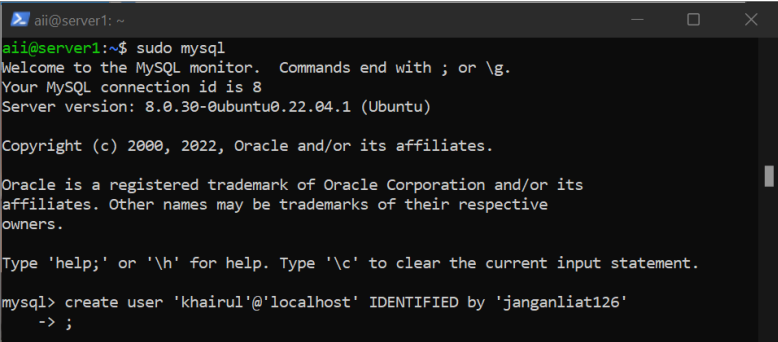 aii@server1: ~
aii@server1:~$ sudo mysql
Welcome to the MySQL monitor.  Commands end with ; or \g.
Your MySQL connection id is 8
Server version: 8.0.30-0ubuntu0.22.04.1 (Ubuntu)
Copyright (c) 2000, 2022, Oracle and/or its affiliates.
Oracle is a registered trademark of Oracle Corporation and/or its
affiliates. Other names may be trademarks of their respective
owners.
Type 'help;' or '\h' for help. Type '\c' to clear the current input statement.
mysql> create user 'khairul'@'localhost' IDENTIFIED by 'janganliat126'
    -> ;